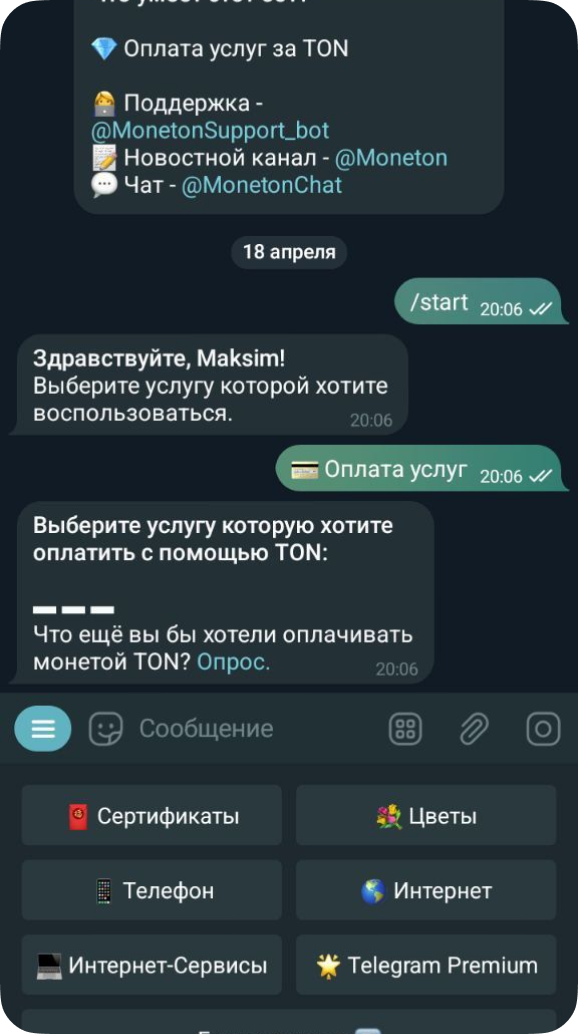 💎 Оплата услуг за TON
🙍 Поддержка -
@MonetonSupport_bot
📝 Новостной канал - @Moneton
💬 Чат - @MonetonChat
18 апреля
/start 20:06
Здравствуйте, Maksim!
Выберите услугу которой хотите
воспользоваться. 20:06
💳 Оплата услуг 20:06
Выберите услугу которую хотите
оплатить с помощью TON:
➖➖➖
Что ещё вы бы хотели оплачивать
монетой TON? Опрос. 20:06
Сообщение
🧧 Сертификаты
💐 Цветы
📱 Телефон
🌎 Интернет
💻 Интернет-Сервисы
🌟 Telegram Premium